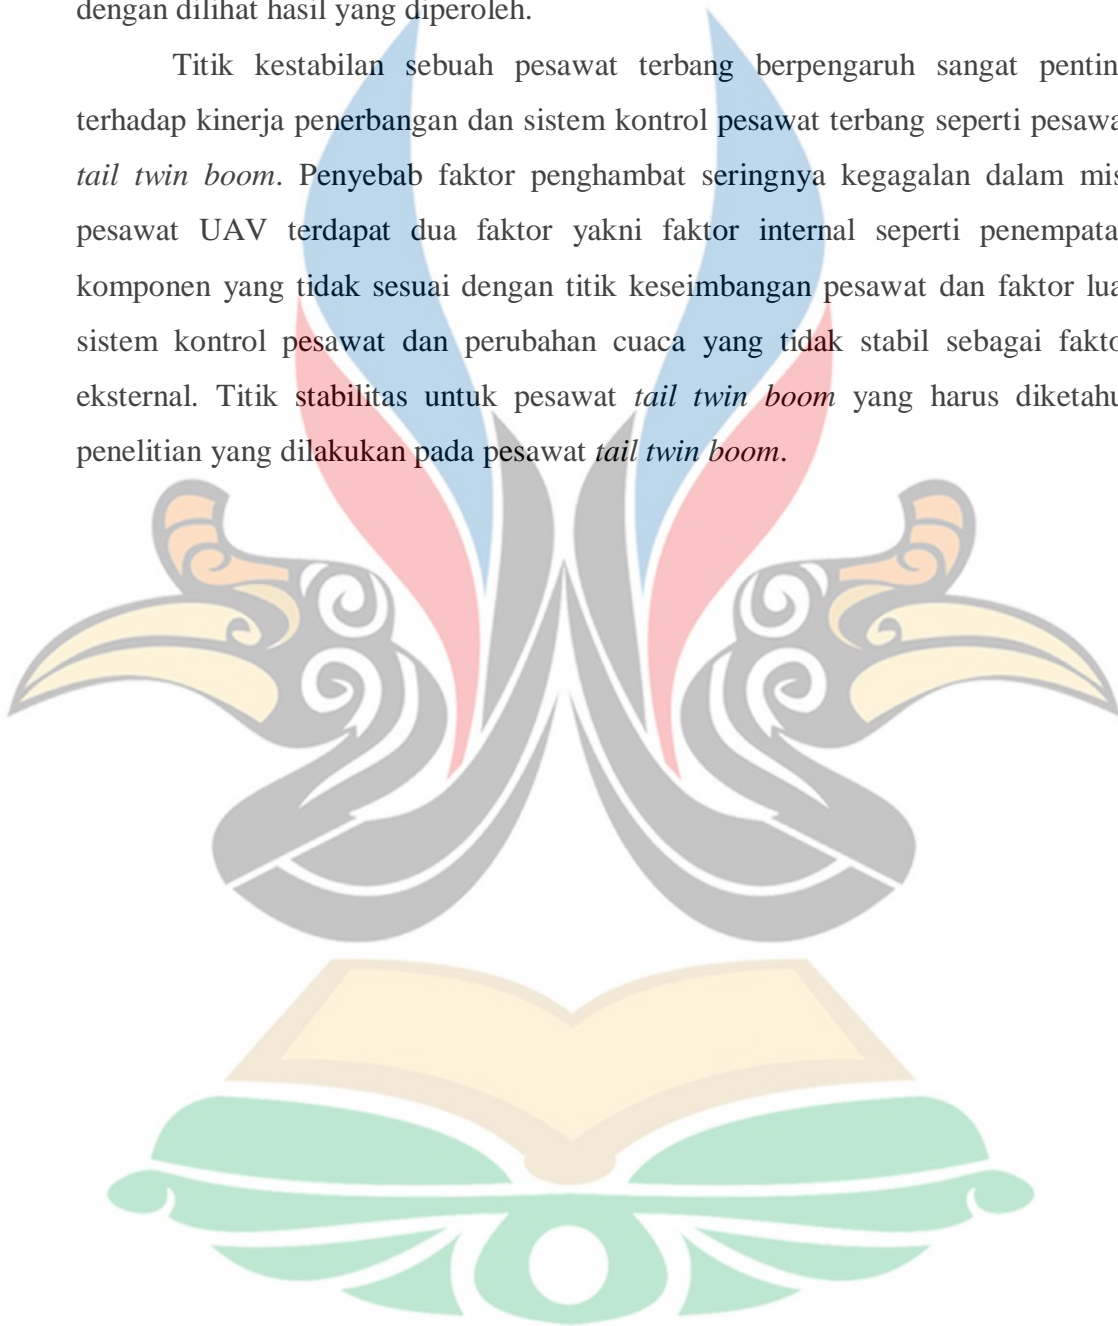 dengan dilihat hasil yang diperoleh.
Titik kestabilan sebuah pesawat terbang berpengaruh sangat pentin
terhadap kinerja penerbangan dan sistem kontrol pesawat terbang seperti pesawa
tail twin boom. Penyebab faktor penghambat seringnya kegagalan dalam mis
pesawat UAV terdapat dua faktor yakni faktor internal seperti penempata
komponen yang tidak sesuai dengan titik keseimbangan pesawat dan faktor lua
sistem kontrol pesawat dan perubahan cuaca yang tidak stabil sebagai fakto
eksternal. Titik stabilitas untuk pesawat tail twin boom yang harus diketahu
penelitian yang dilakukan pada pesawat tail twin boom.